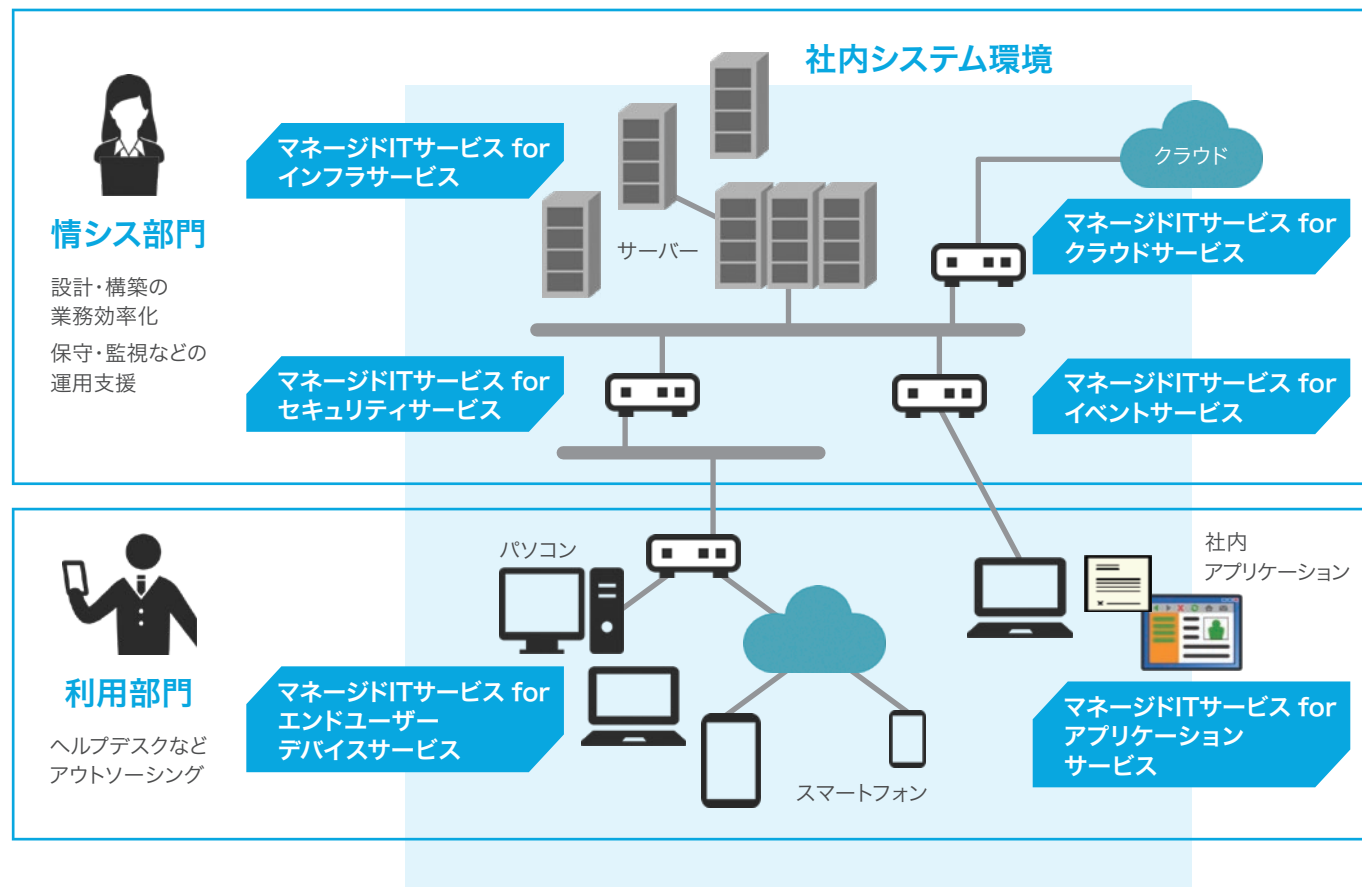 社内システム環境
マネージドITサービス for
インフラサービス
クラウド
サーバー
マネージドITサービス for
クラウドサービス
情シス部門
設計・構築の
業務効率化
保守・監視などの
運用支援
マネージドITサービス for
セキュリティサービス
マネージドITサービス for
イベントサービス
パソコン
社内
アプリケーション
利用部門
ヘルプデスクなど
アウトソーシング
マネージドITサービス for
エンドユーザー
デバイスサービス
スマートフォン
マネージドITサービス for
アプリケーション
サービス